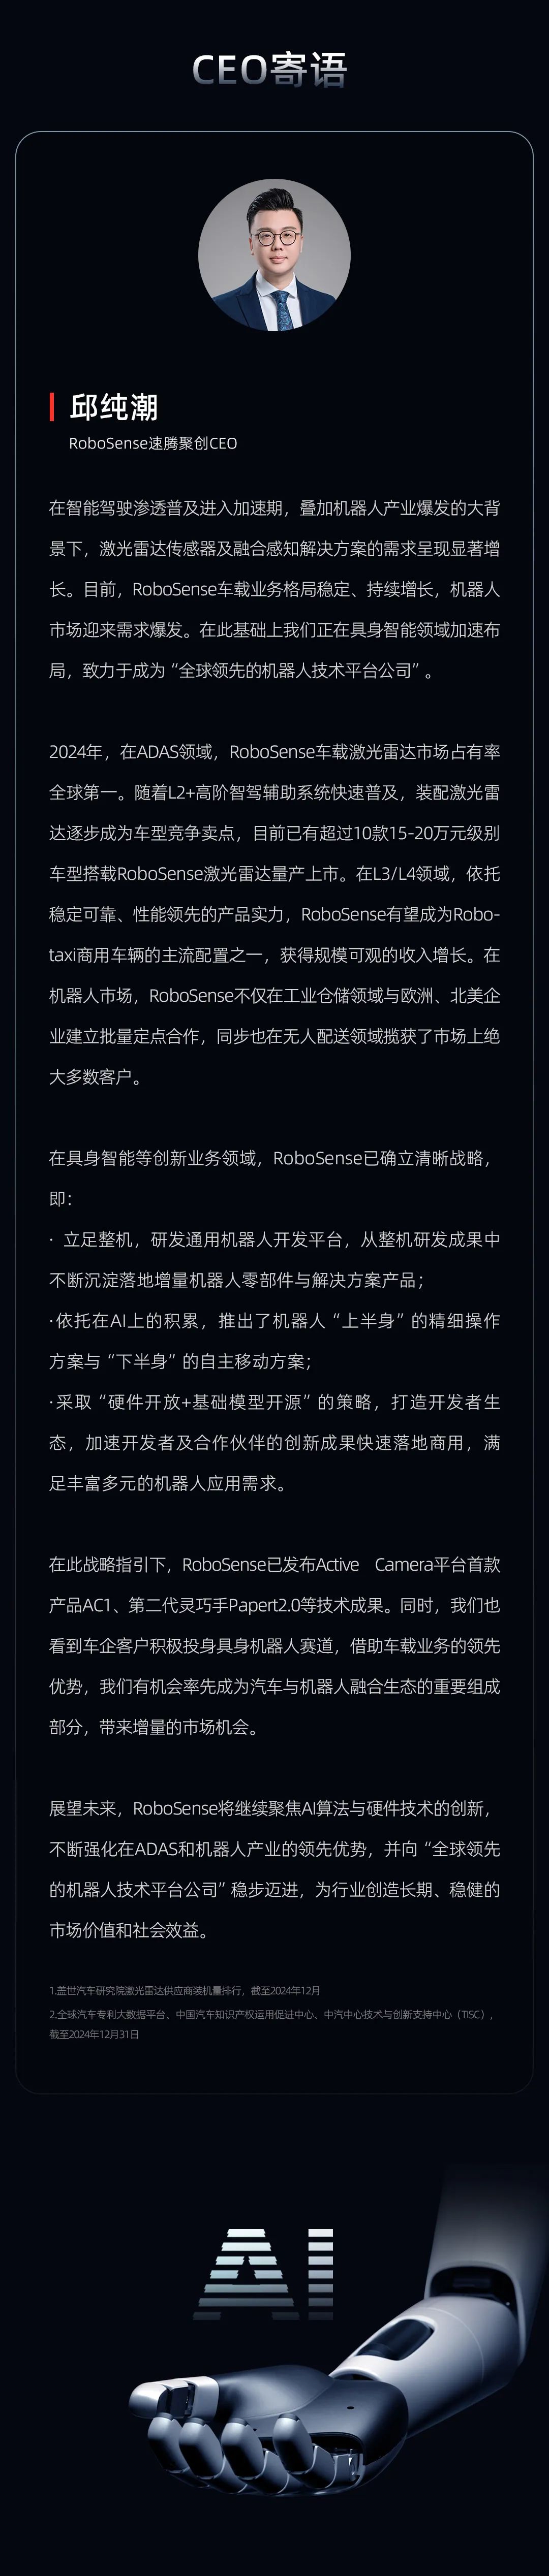 CEO寄语
邱纯潮
RoboSense速腾聚创CEO
在智能驾驶渗透普及进入加速期，叠加机器人产业爆发的大背
景下，激光雷达传感器及融合感知解决方案的需求呈现显著增
长。目前，RoboSense车载业务格局稳定、持续增长，机器人
市场迎来需求爆发。在此基础上我们正在具身智能领域加速布
局，致力于成为“全球领先的机器人技术平台公司”。
2024年，在ADAS领域，RoboSense车载激光雷达市场占有率
全球第一。随着L2+高阶智驾辅助系统快速普及，装配激光雷
达逐步成为车型竞争卖点，目前已有超过10款15-20万元级别
车型搭载RoboSense激光雷达量产上市。在L3/L4领域，依托
稳定可靠、性能领先的产品实力，RoboSense有望成为Robo-
taxi商用车辆的主流配置之一，获得规模可观的收入增长。在
机器人市场，RoboSense不仅在工业仓储领域与欧洲、北美企
业建立批量定点合作，同步也在无人配送领域揽获了市场上绝
大多数客户。
在具身智能等创新业务领域，RoboSense已确立清晰战略，
即：
· 立足整机，研发通用机器人开发平台，从整机研发成果中
不断沉淀落地增量机器人零部件与解决方案产品；
·依托在AI上的积累，推出了机器人“上半身”的精细操作
方案与“下半身”的自主移动方案；
·采取“硬件开放+基础模型开源”的策略，打造开发者生
态，加速开发者及合作伙伴的创新成果快速落地商用，满
足丰富多元的机器人应用需求。
在此战略指引下，RoboSense已发布Active Camera平台首款
产品AC1、第二代灵巧手Papert2.0等技术成果。同时，我们也
看到车企客户积极投身具身机器人赛道，借助车载业务的领先
优势，我们有机会率先成为汽车与机器人融合生态的重要组成
部分，带来增量的市场机会。
展望未来，RoboSense将继续聚焦AI算法与硬件技术的创新，
不断强化在ADAS和机器人产业的领先优势，并向“全球领先
的机器人技术平台公司”稳步迈进，为行业创造长期、稳健的
市场价值和社会效益。
1.盖世汽车研究院激光雷达供应商装机量排行，截至2024年12月
2.全球汽车专利大数据平台、中国汽车知识产权运用促进中心、中汽中心技术与创新支持中心（TISC），
截至2024年12月31日
AI